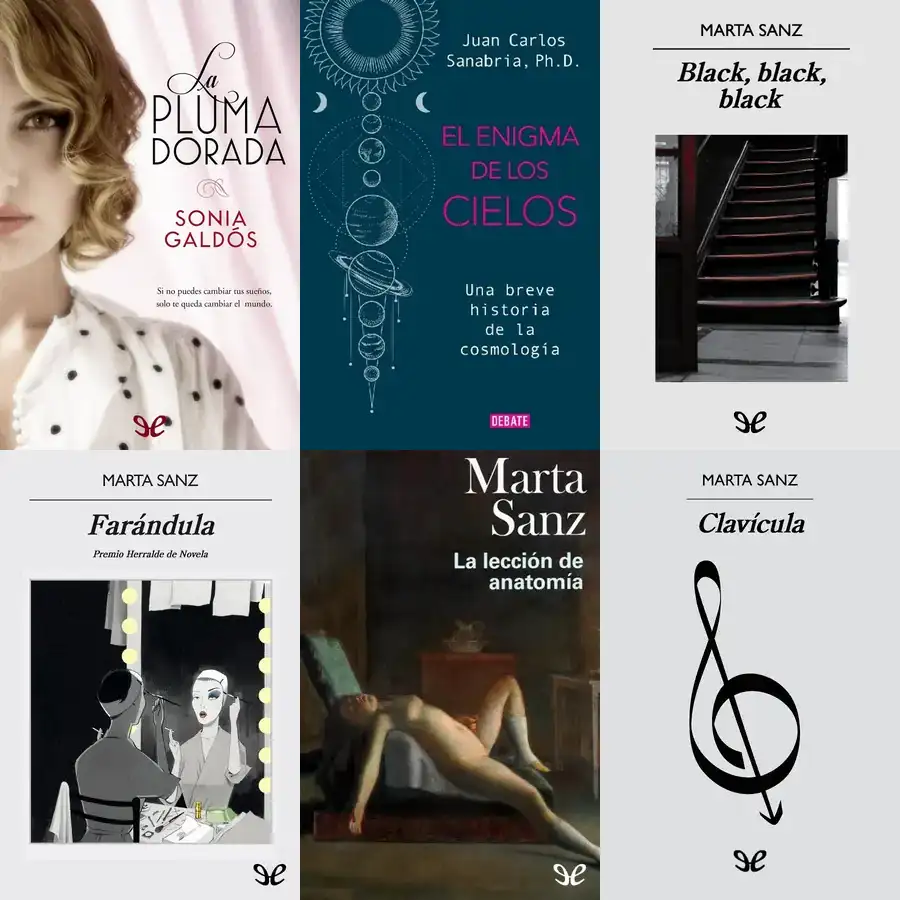 La
PLUMA
DORADA
SONIA
GALDÓS
Si no puedes cambiar tus sueños,
solo te queda cambiar el mundo.
Juan Carlos
Sanabria, Ph.D.
EL ENIGMA
DE LOS
CIELOS
Una breve
historia
de la
cosmología
DEBATE
MARTA SANZ
Black, black,
black
MARTA SANZ
Farándula
Premio Herralde de Novela
Marta
Sanz
La lección de
anatomía
MARTA SANZ
Clavícula